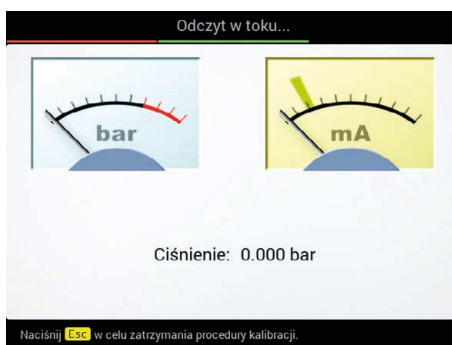 Odczyt w toku...
bar
mA
Ciśnienie: 0.000 bar
Naciśnij Esc w celu zatrzymania procedury kalibracji.